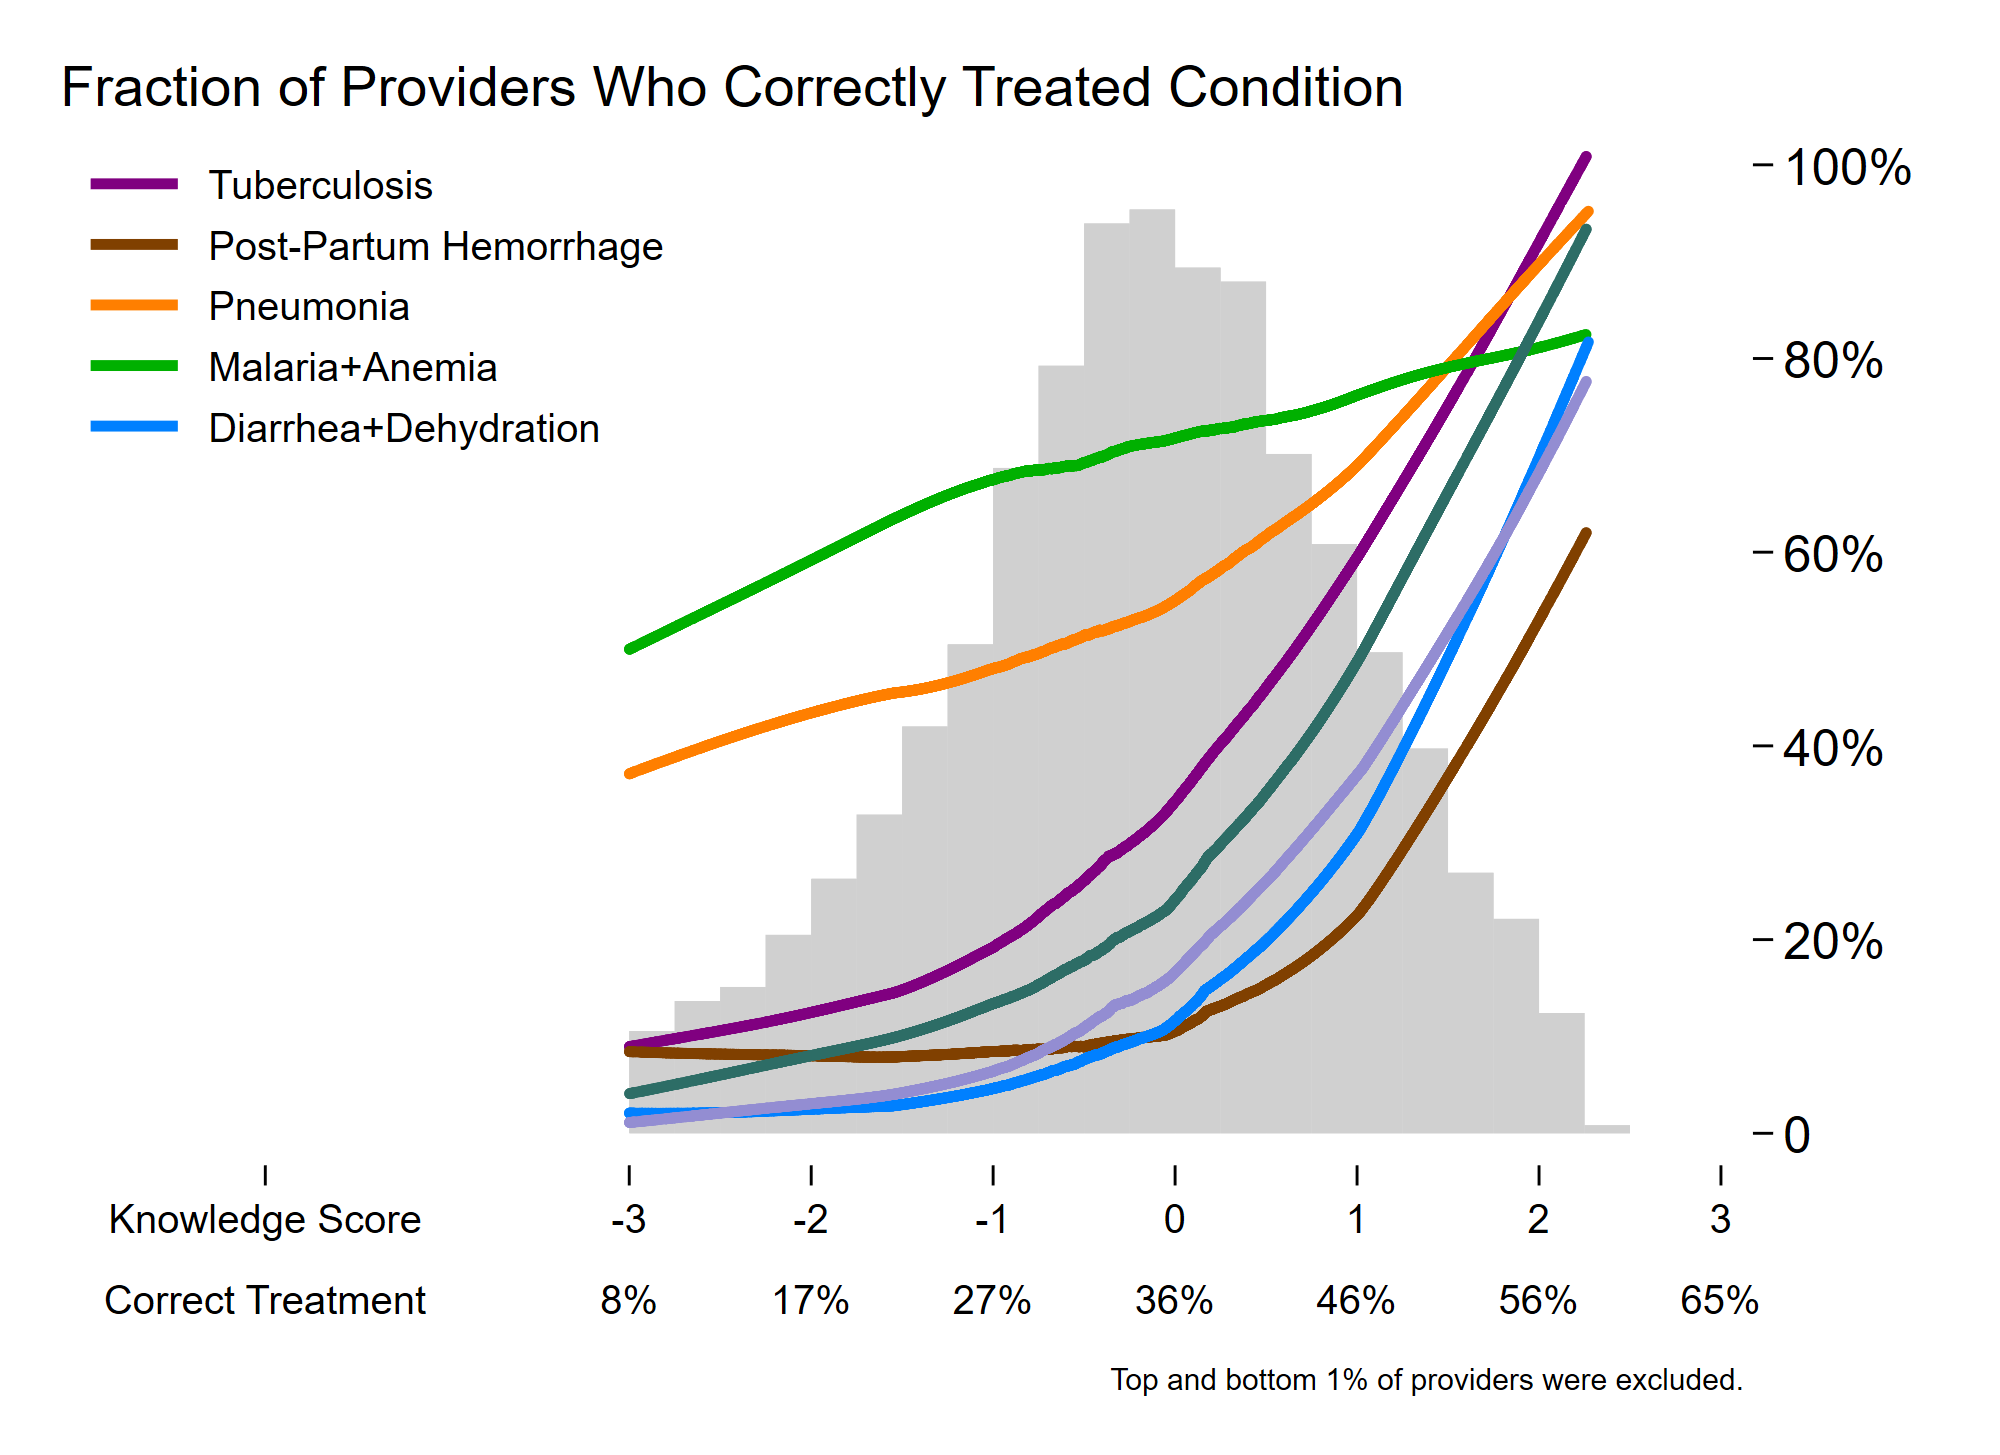 Fraction of Providers Who Correctly Treated Condition
Tuberculosis
Post-Partum Hemorrhage
Pneumonia
Malaria+Anemia
Diarrhea+Dehydration
100%
80%
60%
40%
20%
0
Knowledge Score -3 -2 -1 0 1 2 3
Correct Treatment 8% 17% 27% 36% 46% 56% 65%
Top and bottom 1% of providers were excluded.